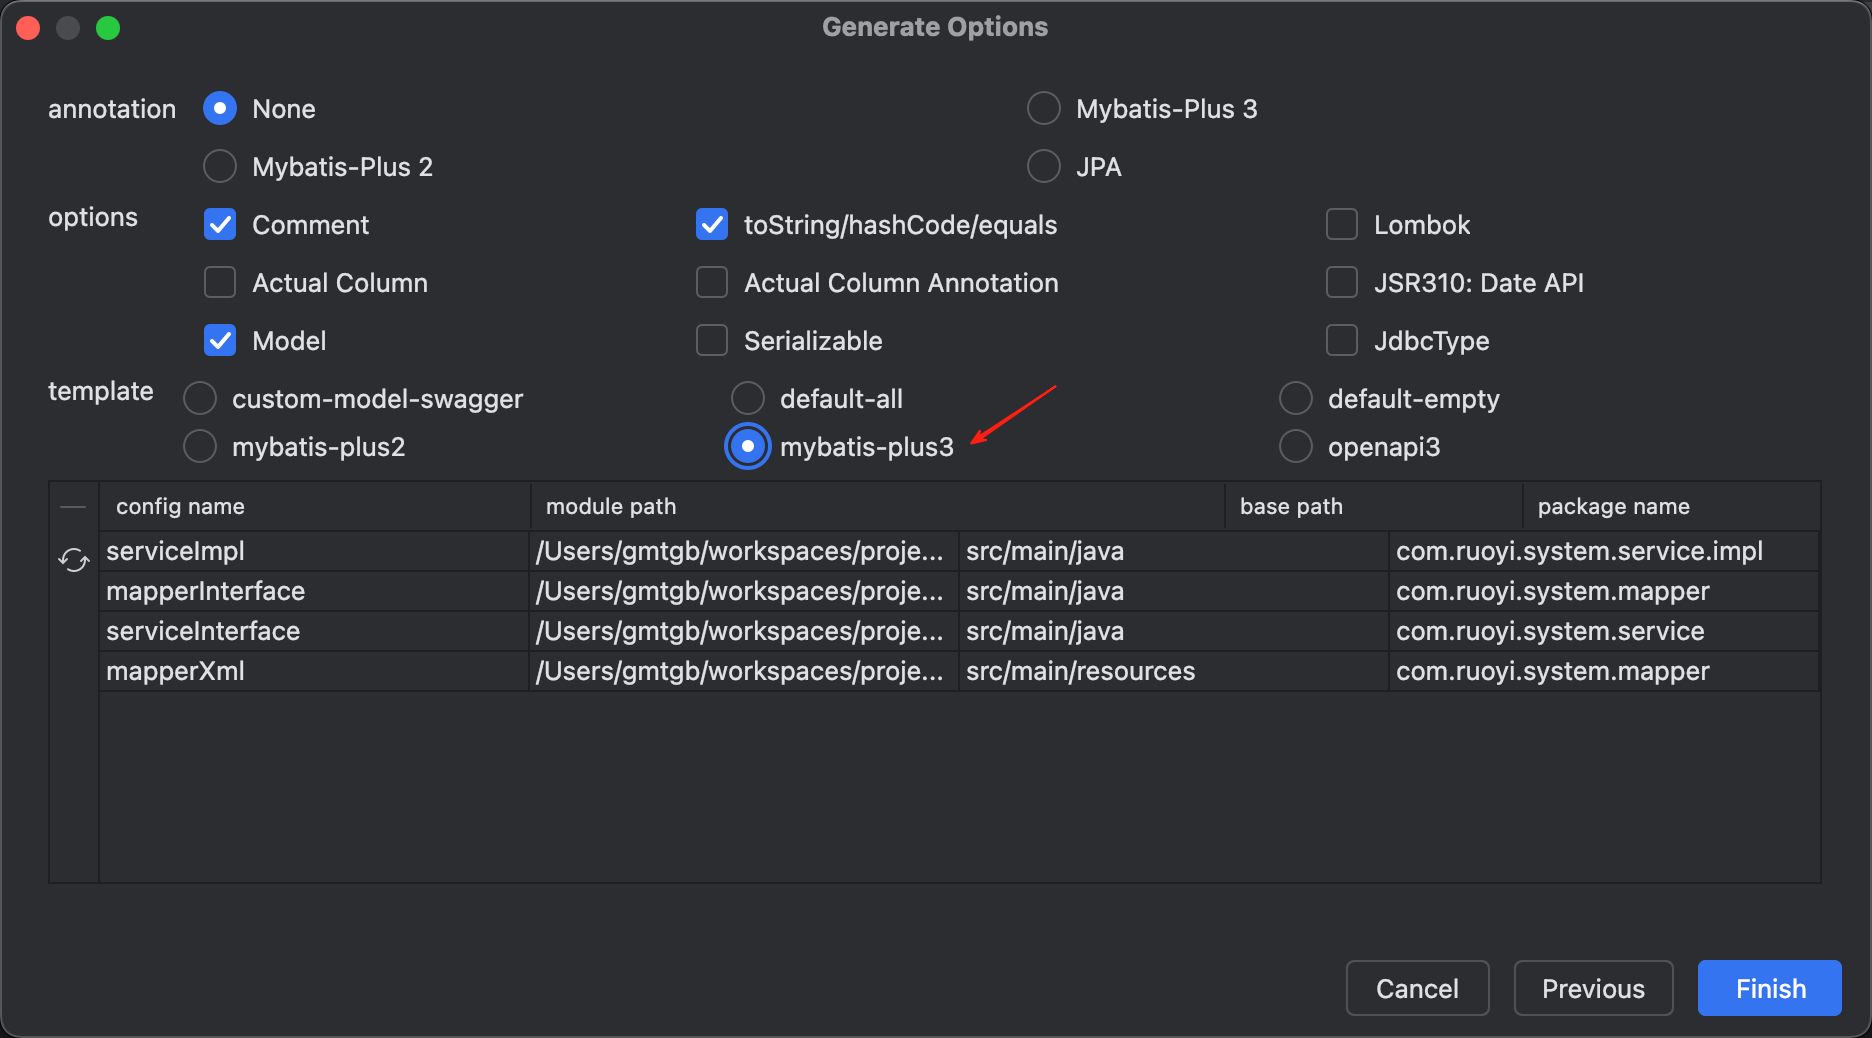 Generate Options
annotation None Mybatis-Plus 3
Mybatis-Plus 2 JPA
options Comment toString/hashCode/equals Lombok
Actual Column Actual Column Annotation JSR310: Date API
Model Serializable JdbcType
template custom-model-swagger default-all default-empty
mybatis-plus2 mybatis-plus3 openapi3
config name module path base path package name
serviceImpl /Users/gmtgb/workspaces/proje... src/main/java com.ruoyi.system.service.impl
mapperInterface /Users/gmtgb/workspaces/proje... src/main/java com.ruoyi.system.mapper
serviceInterface /Users/gmtgb/workspaces/proje... src/main/java com.ruoyi.system.service
mapperXml /Users/gmtgb/workspaces/proje... src/main/resources com.ruoyi.system.mapper
Cancel Previous Finish